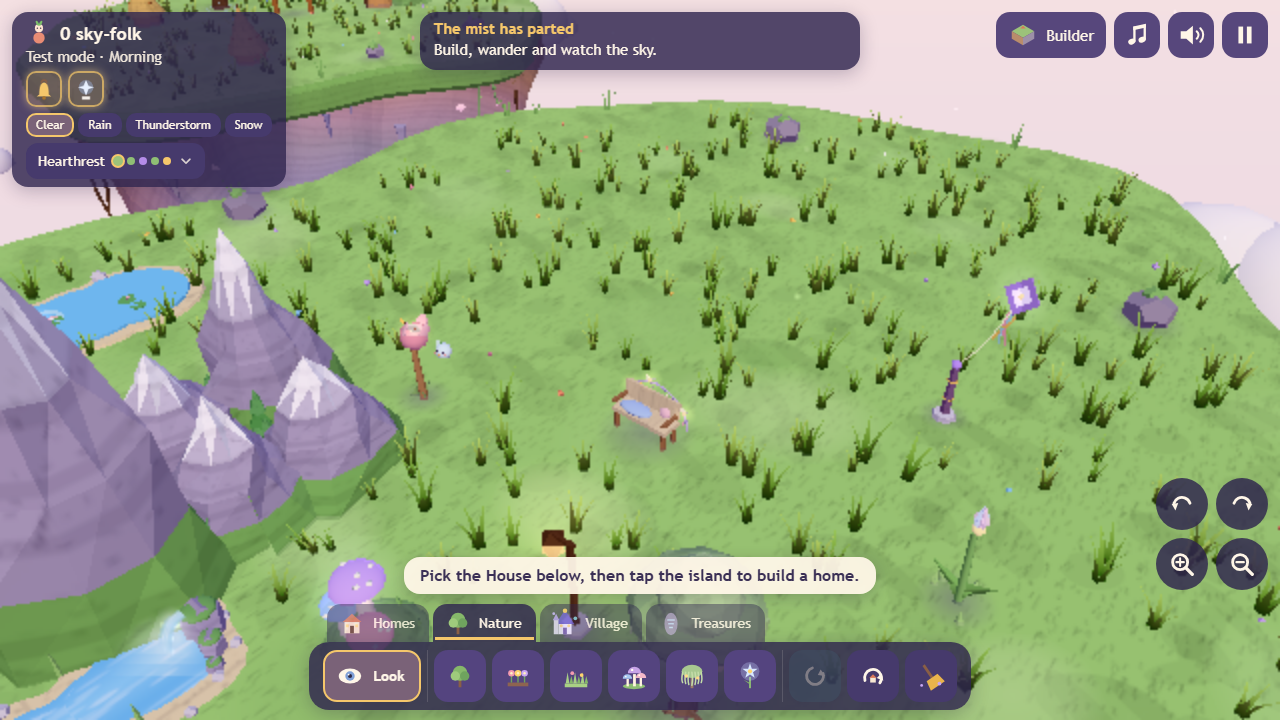 0 sky-folk
Test mode · Morning
Clear
Rain
Thunderstorm
Snow
Hearthrest
The mist has parted
Build, wander and watch the sky.
Builder
Pick the House below, then tap the island to build a home.
Homes
Nature
Village
Treasures
Look